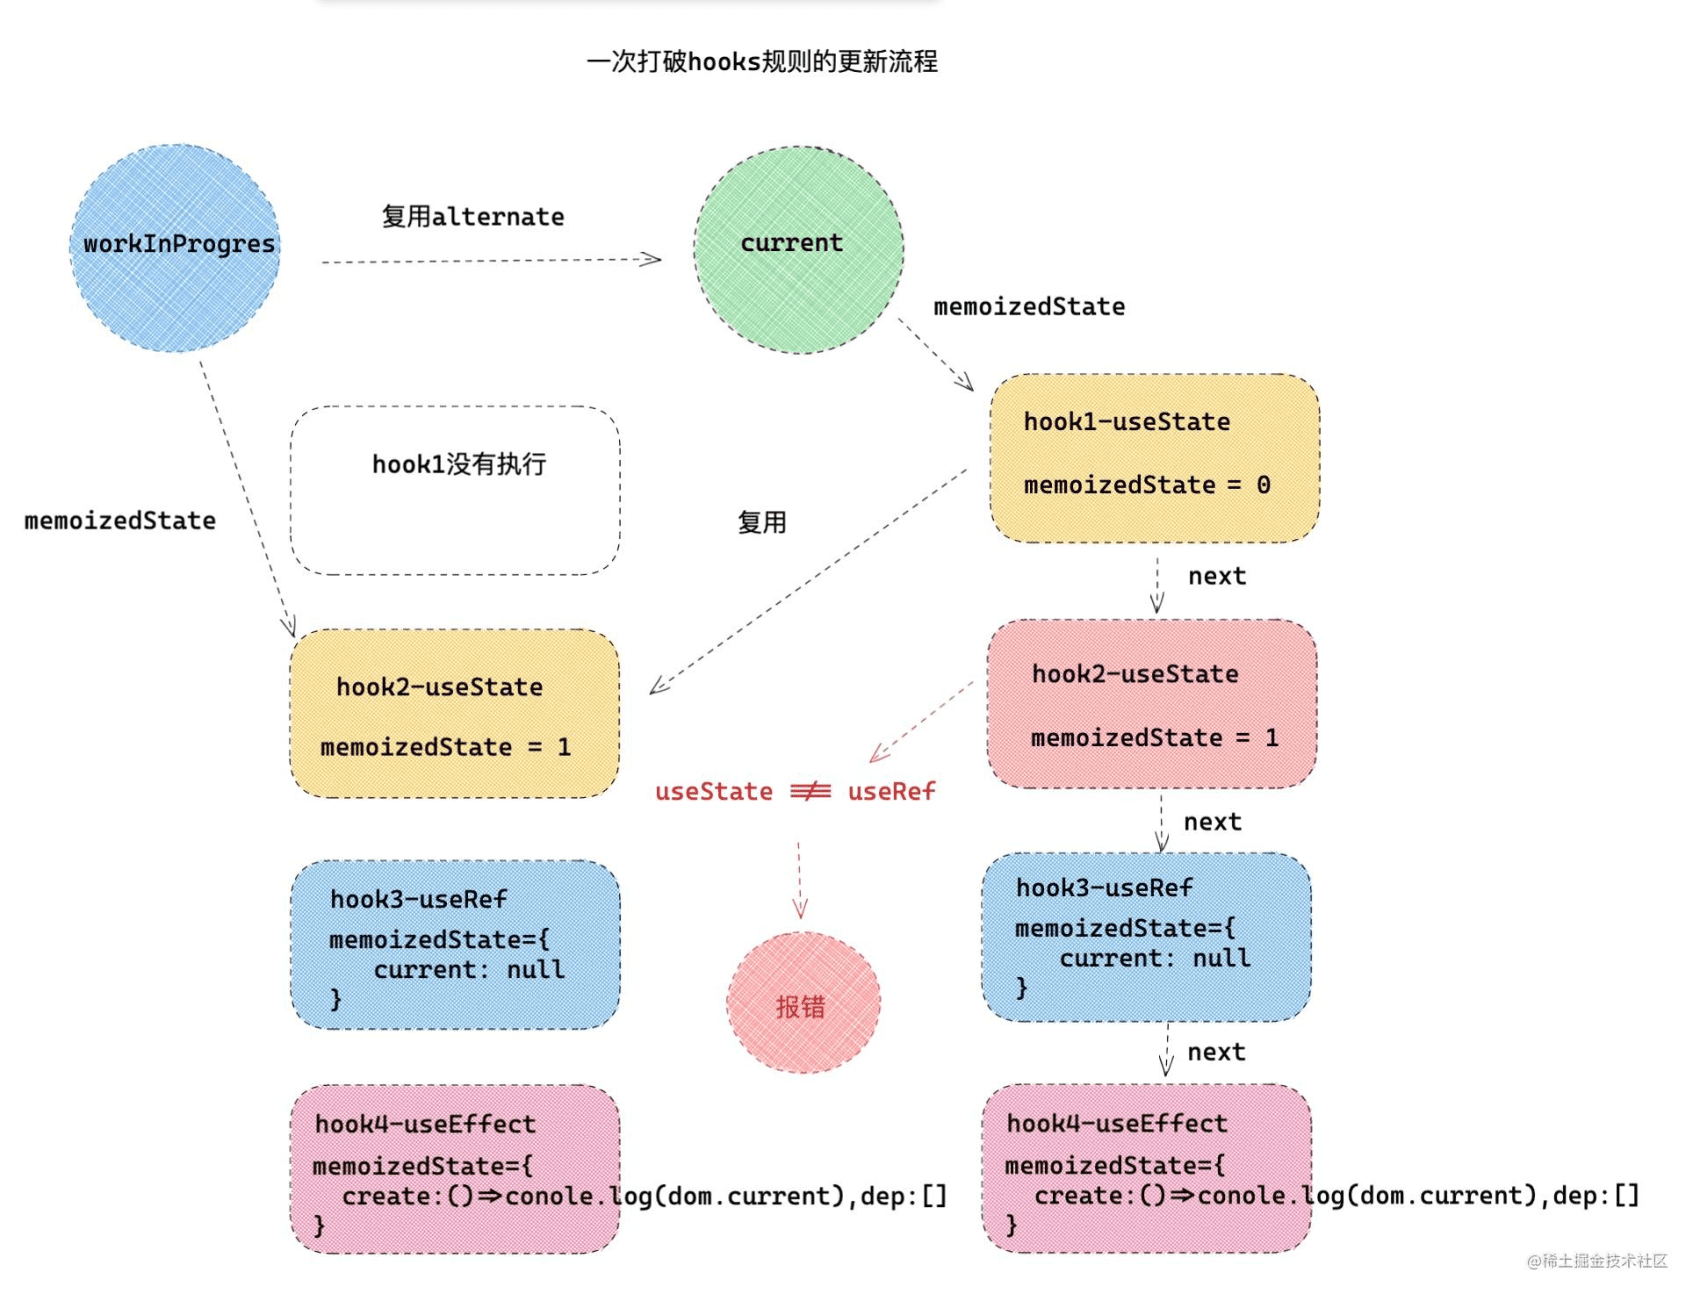 一次打破hooks规则的更新流程
workInProgres
复用alternate
current
memoizedState
hook1-useState
memoizedState = 0
hook1没有执行
memoizedState
复用
next
hook2-useState
memoizedState = 1
hook2-useState
memoizedState = 1
useState ≢ useRef
next
hook3-useRef
memoizedState={
current: null
}
hook3-useRef
memoizedState={
current: null
}
报错
next
hook4-useEffect
memoizedState={
create:()=>conole.log(dom.current),dep:[]
}
hook4-useEffect
memoizedState={
create:()=>conole.log(dom.current),dep:[]
}
@稀土掘金技术社区